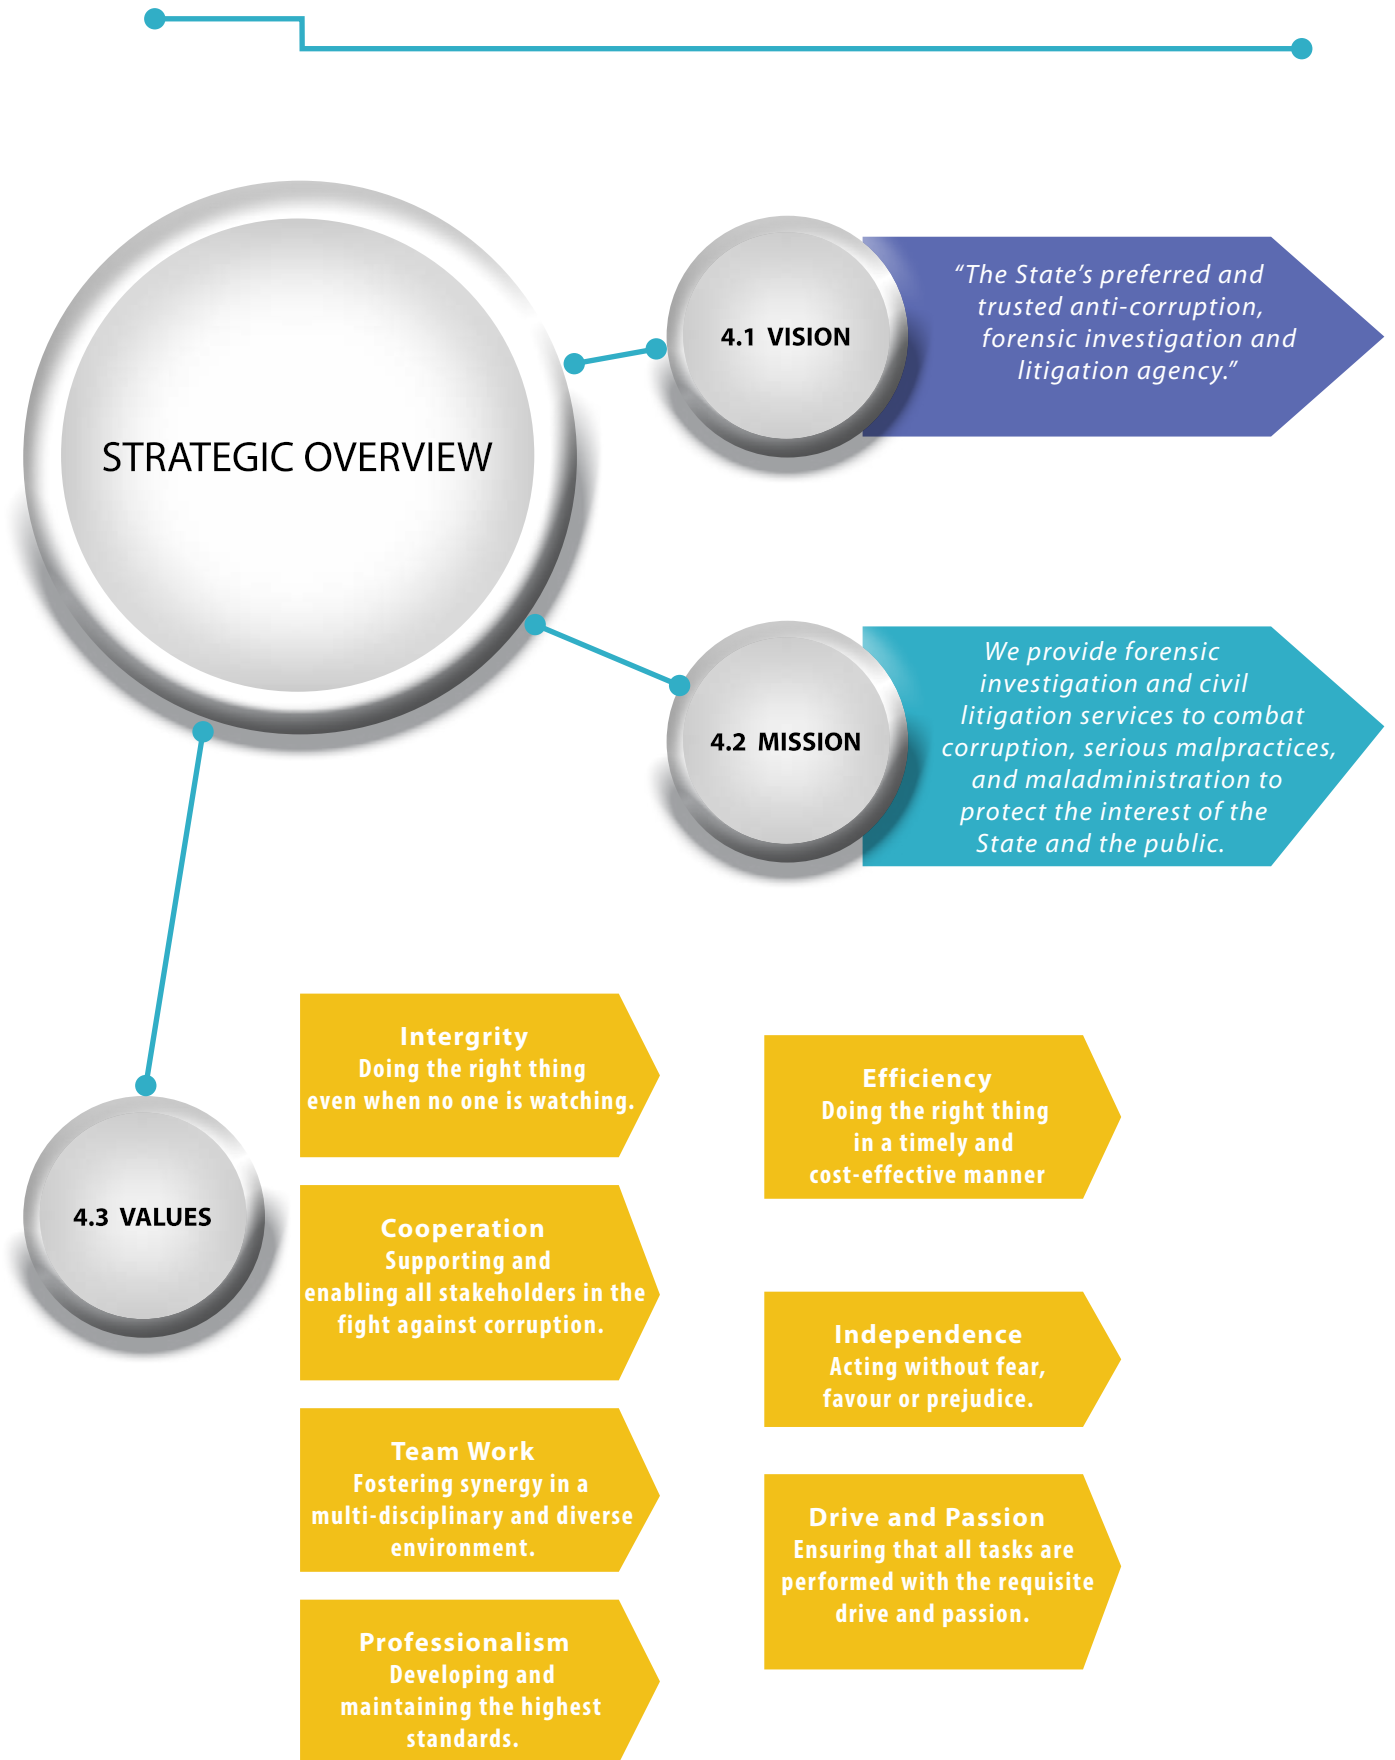 STRATEGIC OVERVIEW
4.1 VISION
“The State’s preferred and
trusted anti-corruption,
forensic investigation and
litigation agency.”
4.2 MISSION
We provide forensic
investigation and civil
litigation services to combat
corruption, serious malpractices,
and maladministration to
protect the interest of the
State and the public.
4.3 VALUES
Intergrity
Doing the right thing
even when no one is watching.
Cooperation
Supporting and
enabling all stakeholders in the
fight against corruption.
Team Work
Fostering synergy in a
multi-disciplinary and diverse
environment.
Professionalism
Developing and
maintaining the highest
standards.
Efficiency
Doing the right thing
in a timely and
cost-effective manner
Independence
Acting without fear,
favour or prejudice.
Drive and Passion
Ensuring that all tasks are
performed with the requisite
drive and passion.